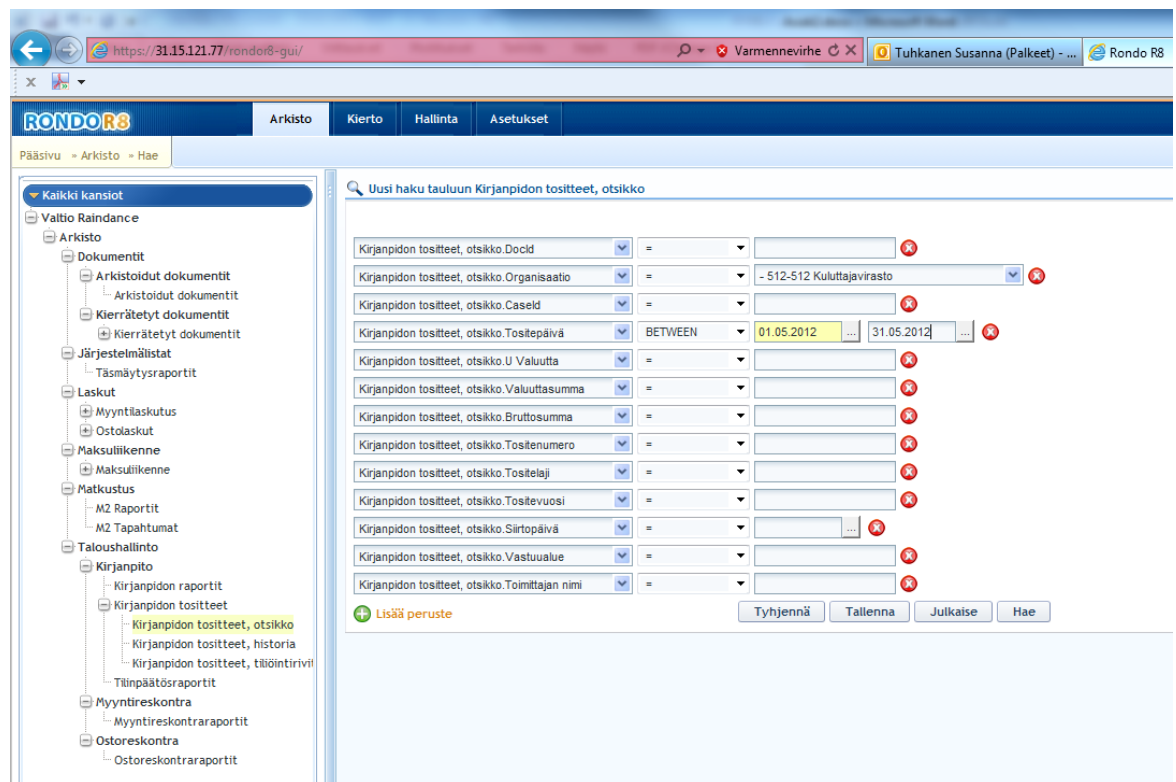 https://31.15.121.77/rondor8-gui/
Varmennevirhe
Tuhkanen Susanna (Palkeet) - ...
Rondo R8
RONDOR8
Arkisto
Kierto
Hallinta
Asetukset
Pääsivu » Arkisto » Hae
Kaikki kansiot
Valtio Raindance
Arkisto
Dokumentit
Arkistoidut dokumentit
Arkistoidut dokumentit
Kierrätetyt dokumentit
Kierrätetyt dokumentit
Järjestelmälistat
Täsmäytysraportit
Laskut
Myyntilaskutus
Ostolaskut
Maksuliikenne
Maksuliikenne
Matkustus
M2 Raportit
M2 Tapahtumat
Taloushallinto
Kirjanpito
Kirjanpidon raportit
Kirjanpidon tositteet
Kirjanpidon tositteet, otsikko
Kirjanpidon tositteet, historia
Kirjanpidon tositteet, tiliöintirivit
Tilinpäätösraportit
Myyntireskontra
Myyntireskontraraportit
Ostoreskontra
Ostoreskontraraportit
Uusi haku tauluun Kirjanpidon tositteet, otsikko
Kirjanpidon tositteet, otsikko.DocId =
Kirjanpidon tositteet, otsikko.Organisaatio = - 512-512 Kuluttajavirasto
Kirjanpidon tositteet, otsikko.CaseId =
Kirjanpidon tositteet, otsikko.Tositepäivä BETWEEN 01.05.2012 ... 31.05.2012 ...
Kirjanpidon tositteet, otsikko.U Valuutta =
Kirjanpidon tositteet, otsikko.Valuuttasumma =
Kirjanpidon tositteet, otsikko.Bruttosumma =
Kirjanpidon tositteet, otsikko.Tositenumero =
Kirjanpidon tositteet, otsikko.Tositelaji =
Kirjanpidon tositteet, otsikko.Tositevuosi =
Kirjanpidon tositteet, otsikko.Siirtopäivä = ...
Kirjanpidon tositteet, otsikko.Vastuualue =
Kirjanpidon tositteet, otsikko.Toimittajan nimi =
Lisää peruste
Tyhjennä
Tallenna
Julkaise
Hae